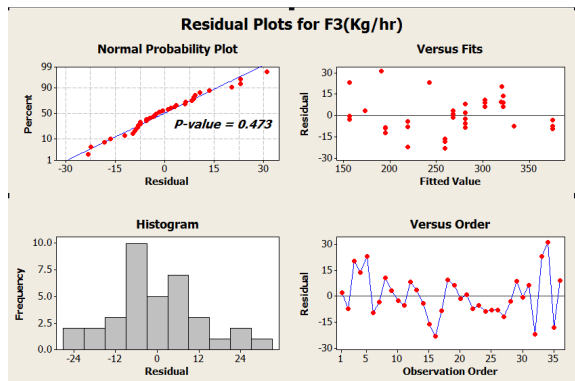 Residual Plots for F3(Kg/hr)
Normal Probability Plot
99
90
50
10
1
Percent
P-value = 0.473
-30 -15 0 15 30
Residual
Versus Fits
30
15
0
-15
-30
Residual
150 200 250 300 350
Fitted Value
Histogram
10.0
7.5
5.0
2.5
0.0
Frequency
-24 -12 0 12 24
Residual
Versus Order
30
15
0
-15
-30
Residual
1 5 10 15 20 25 30 35
Observation Order